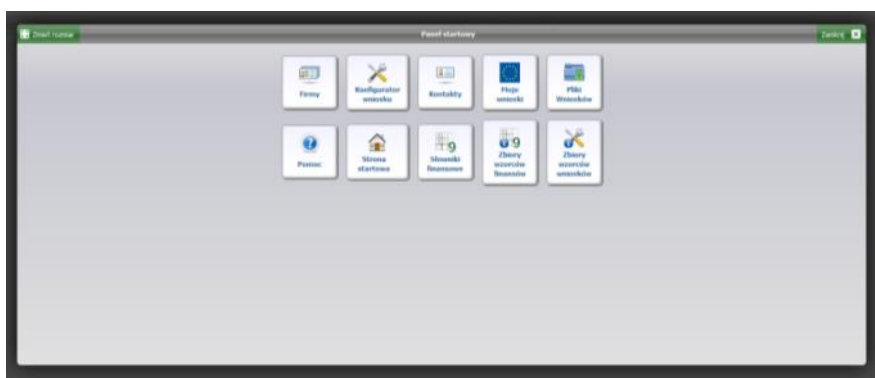 Zmień rozmiar
Panel startowy
Zamknij
Firmy
Konfigurator
wniosku
Kontakty
Moje
wnioski
Pliki
Wniosków
Pomoc
Strona
startowa
Słowniki
finansowe
Zbiory
wzorców
finansów
Zbiory
wzorców
wniosków